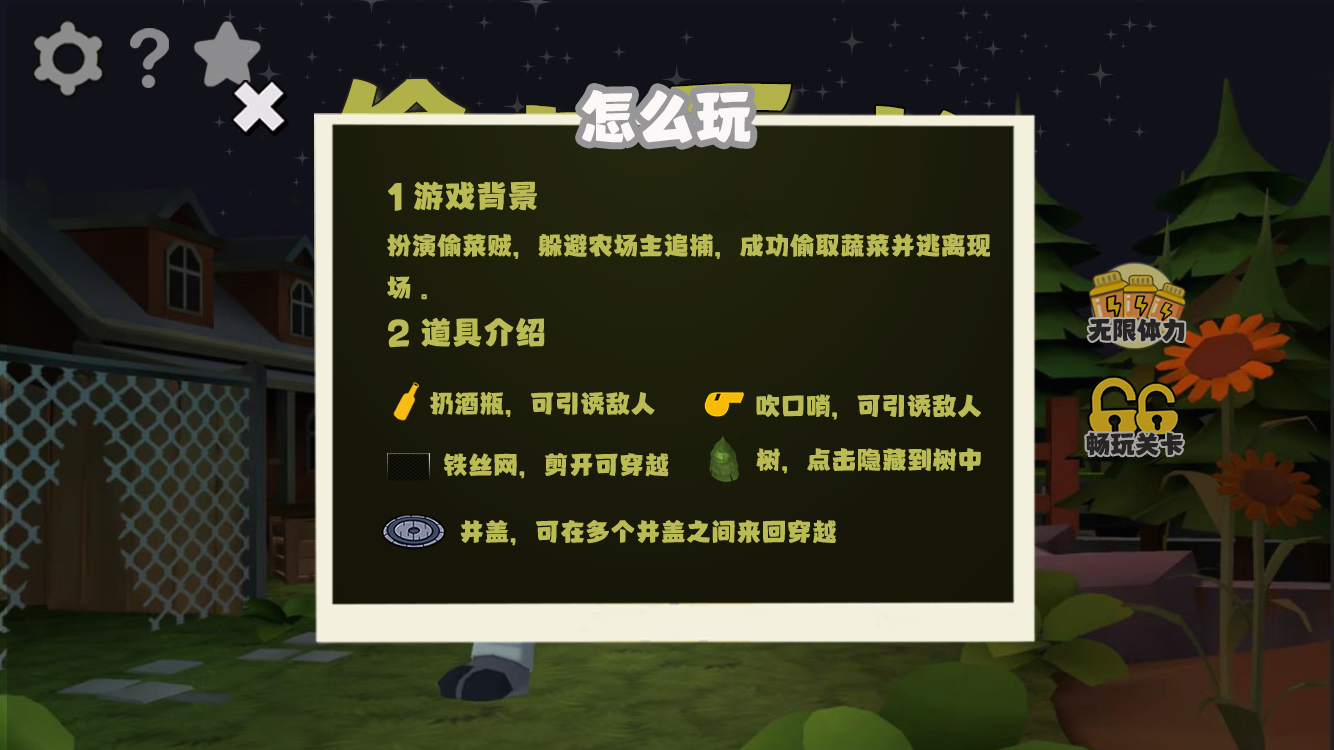 怎么玩
1 游戏背景
扮演偷菜贼，躲避农场主追捕，成功偷取蔬菜并逃离现
场 。
2 道具介绍
扔酒瓶，可引诱敌人
吹口哨，可引诱敌人
铁丝网，剪开可穿越
树，点击隐藏到树中
井盖，可在多个井盖之间来回穿越
无限体力
畅玩关卡